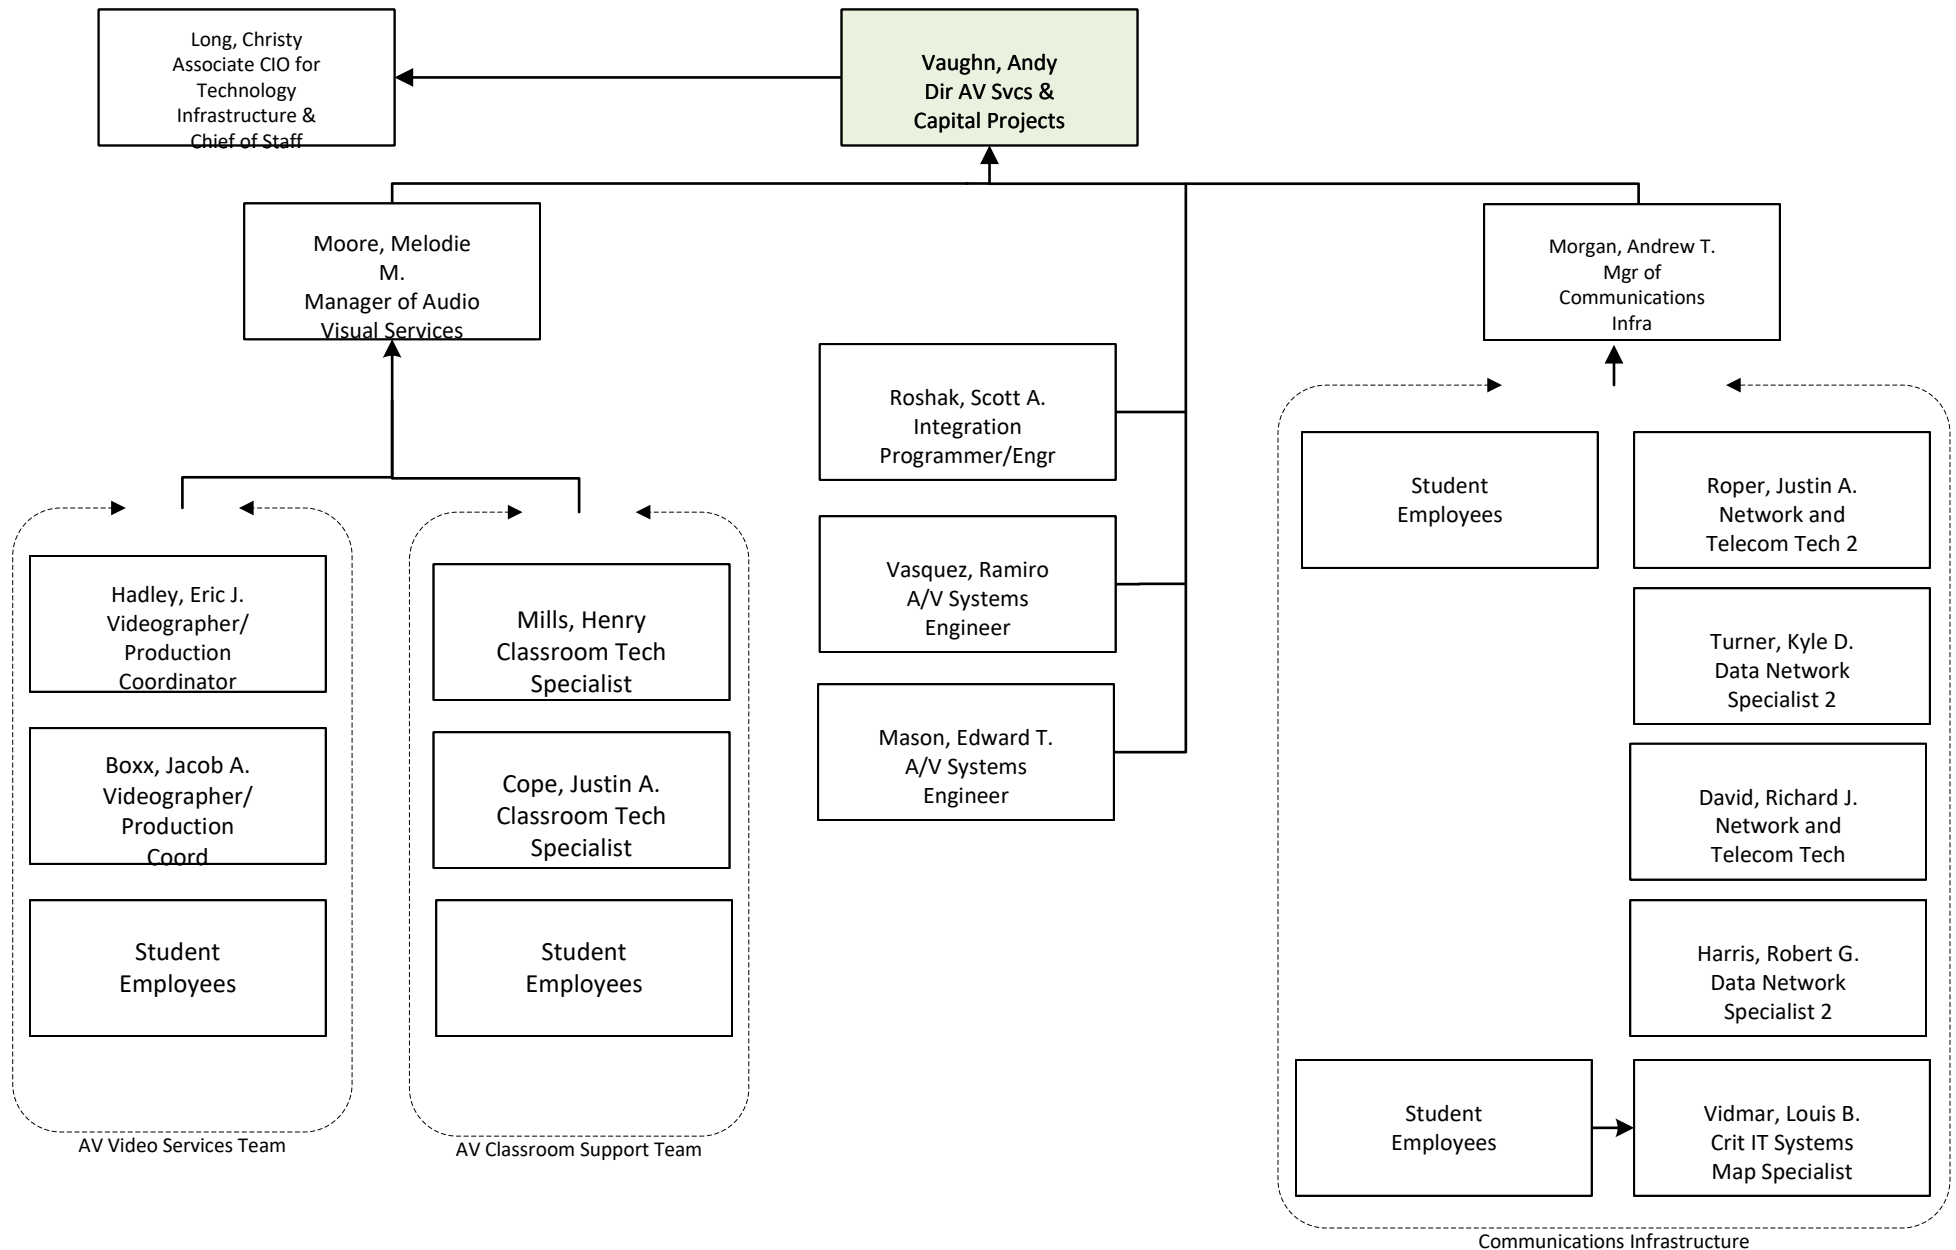 Long, Christy
Associate CIO for
Technology
Infrastructure &
Chief of Staff
Vaughn, Andy
Dir AV Svcs &
Capital Projects
Moore, Melodie
M.
Manager of Audio
Visual Services
Morgan, Andrew T.
Mgr of
Communications
Infra
Roshak, Scott A.
Integration
Programmer/Engr
Vasquez, Ramiro
A/V Systems
Engineer
Mason, Edward T.
A/V Systems
Engineer
Hadley, Eric J.
Videographer/
Production
Coordinator
Boxx, Jacob A.
Videographer/
Production
Coord
Student
Employees
AV Video Services Team
Mills, Henry
Classroom Tech
Specialist
Cope, Justin A.
Classroom Tech
Specialist
Student
Employees
AV Classroom Support Team
Student
Employees
Roper, Justin A.
Network and
Telecom Tech 2
Turner, Kyle D.
Data Network
Specialist 2
David, Richard J.
Network and
Telecom Tech
Harris, Robert G.
Data Network
Specialist 2
Student
Employees
Vidmar, Louis B.
Crit IT Systems
Map Specialist
Communications Infrastructure